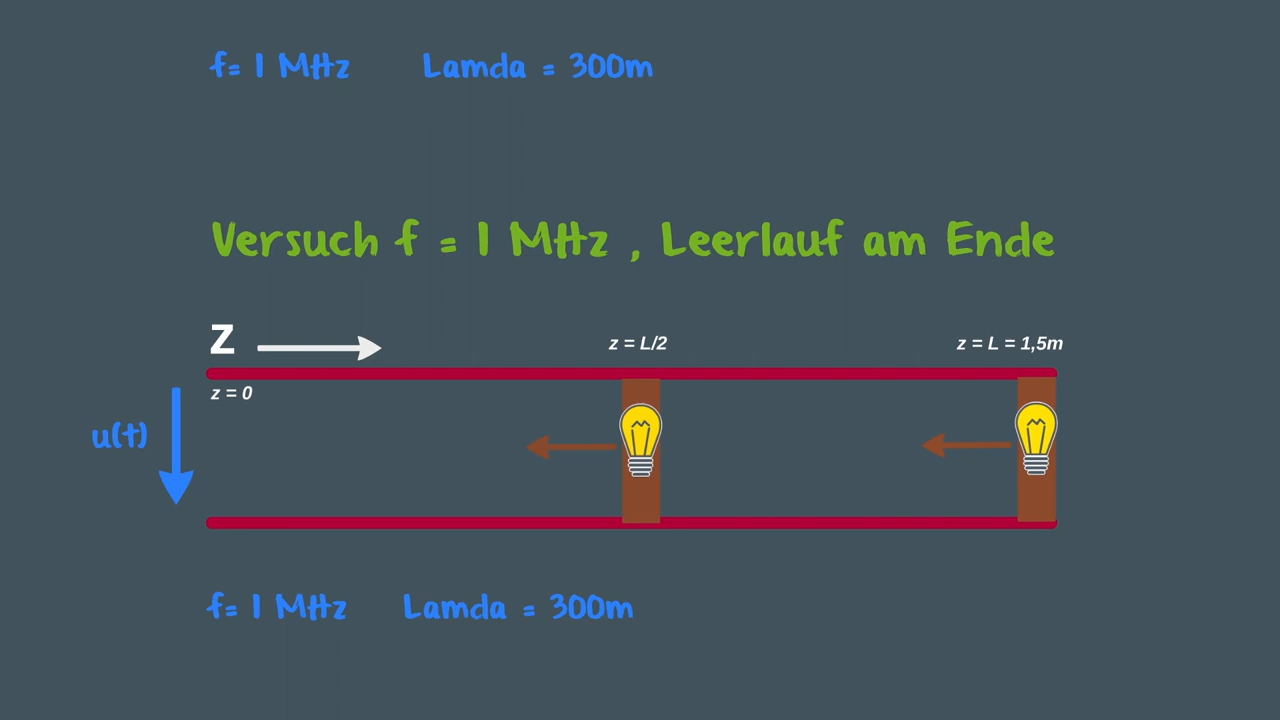 f= 1 MHz Lamda = 300m
Versuch f = 1 MHz , Leerlauf am Ende
Z
z = L/2
z = L = 1,5m
z = 0
u(t)
f= 1 MHz Lamda = 300m